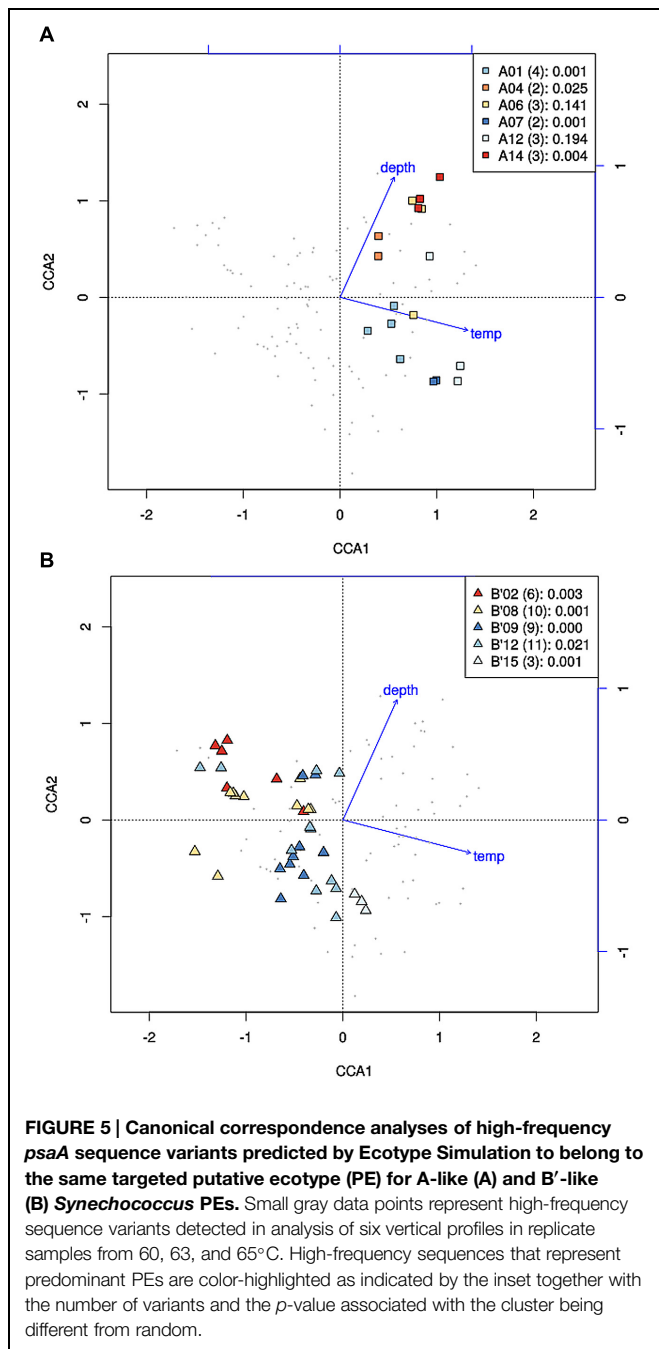 A
A01 (4): 0.001
A04 (2): 0.025
A06 (3): 0.141
A07 (2): 0.001
A12 (3): 0.194
A14 (3): 0.004
depth
temp
2
1
0
-1
CCA2
1
0
-1
-2 -1 0 1 2
CCA1
B
B'02 (6): 0.003
B'08 (10): 0.001
B'09 (9): 0.000
B'12 (11): 0.021
B'15 (3): 0.001
depth
temp
2
1
0
-1
CCA2
1
0
-1
-2 -1 0 1 2
CCA1
FIGURE 5 | Canonical correspondence analyses of high-frequency
psaA sequence variants predicted by Ecotype Simulation to belong to
the same targeted putative ecotype (PE) for A-like (A) and B′-like
(B) Synechococcus PEs. Small gray data points represent high-frequency
sequence variants detected in analysis of six vertical profiles in replicate
samples from 60, 63, and 65°C. High-frequency sequences that represent
predominant PEs are color-highlighted as indicated by the inset together with
the number of variants and the p-value associated with the cluster being
different from random.